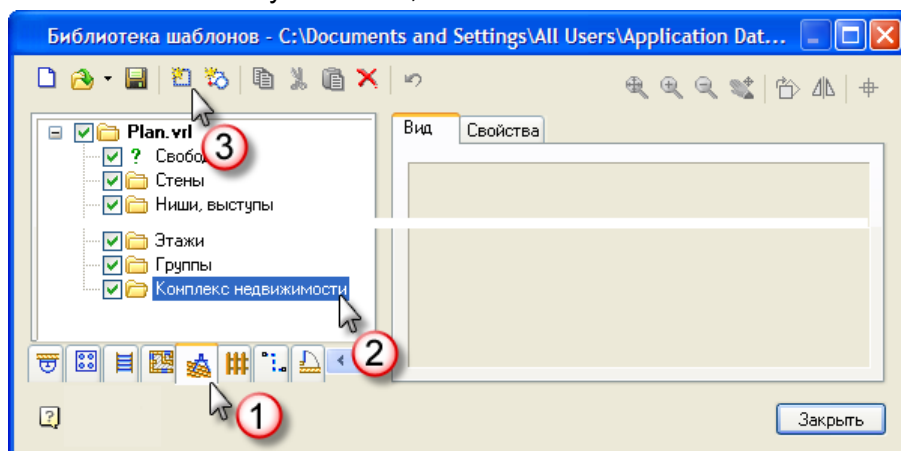 Библиотека шаблонов - C:\Documents and Settings\All Users\Application Dat...
3
Plan.vrl
? Свобод
Стены
Ниши, выступы
Этажи
Группы
Комплекс недвижимости
2
1
Вид Свойства
?
Закрыть